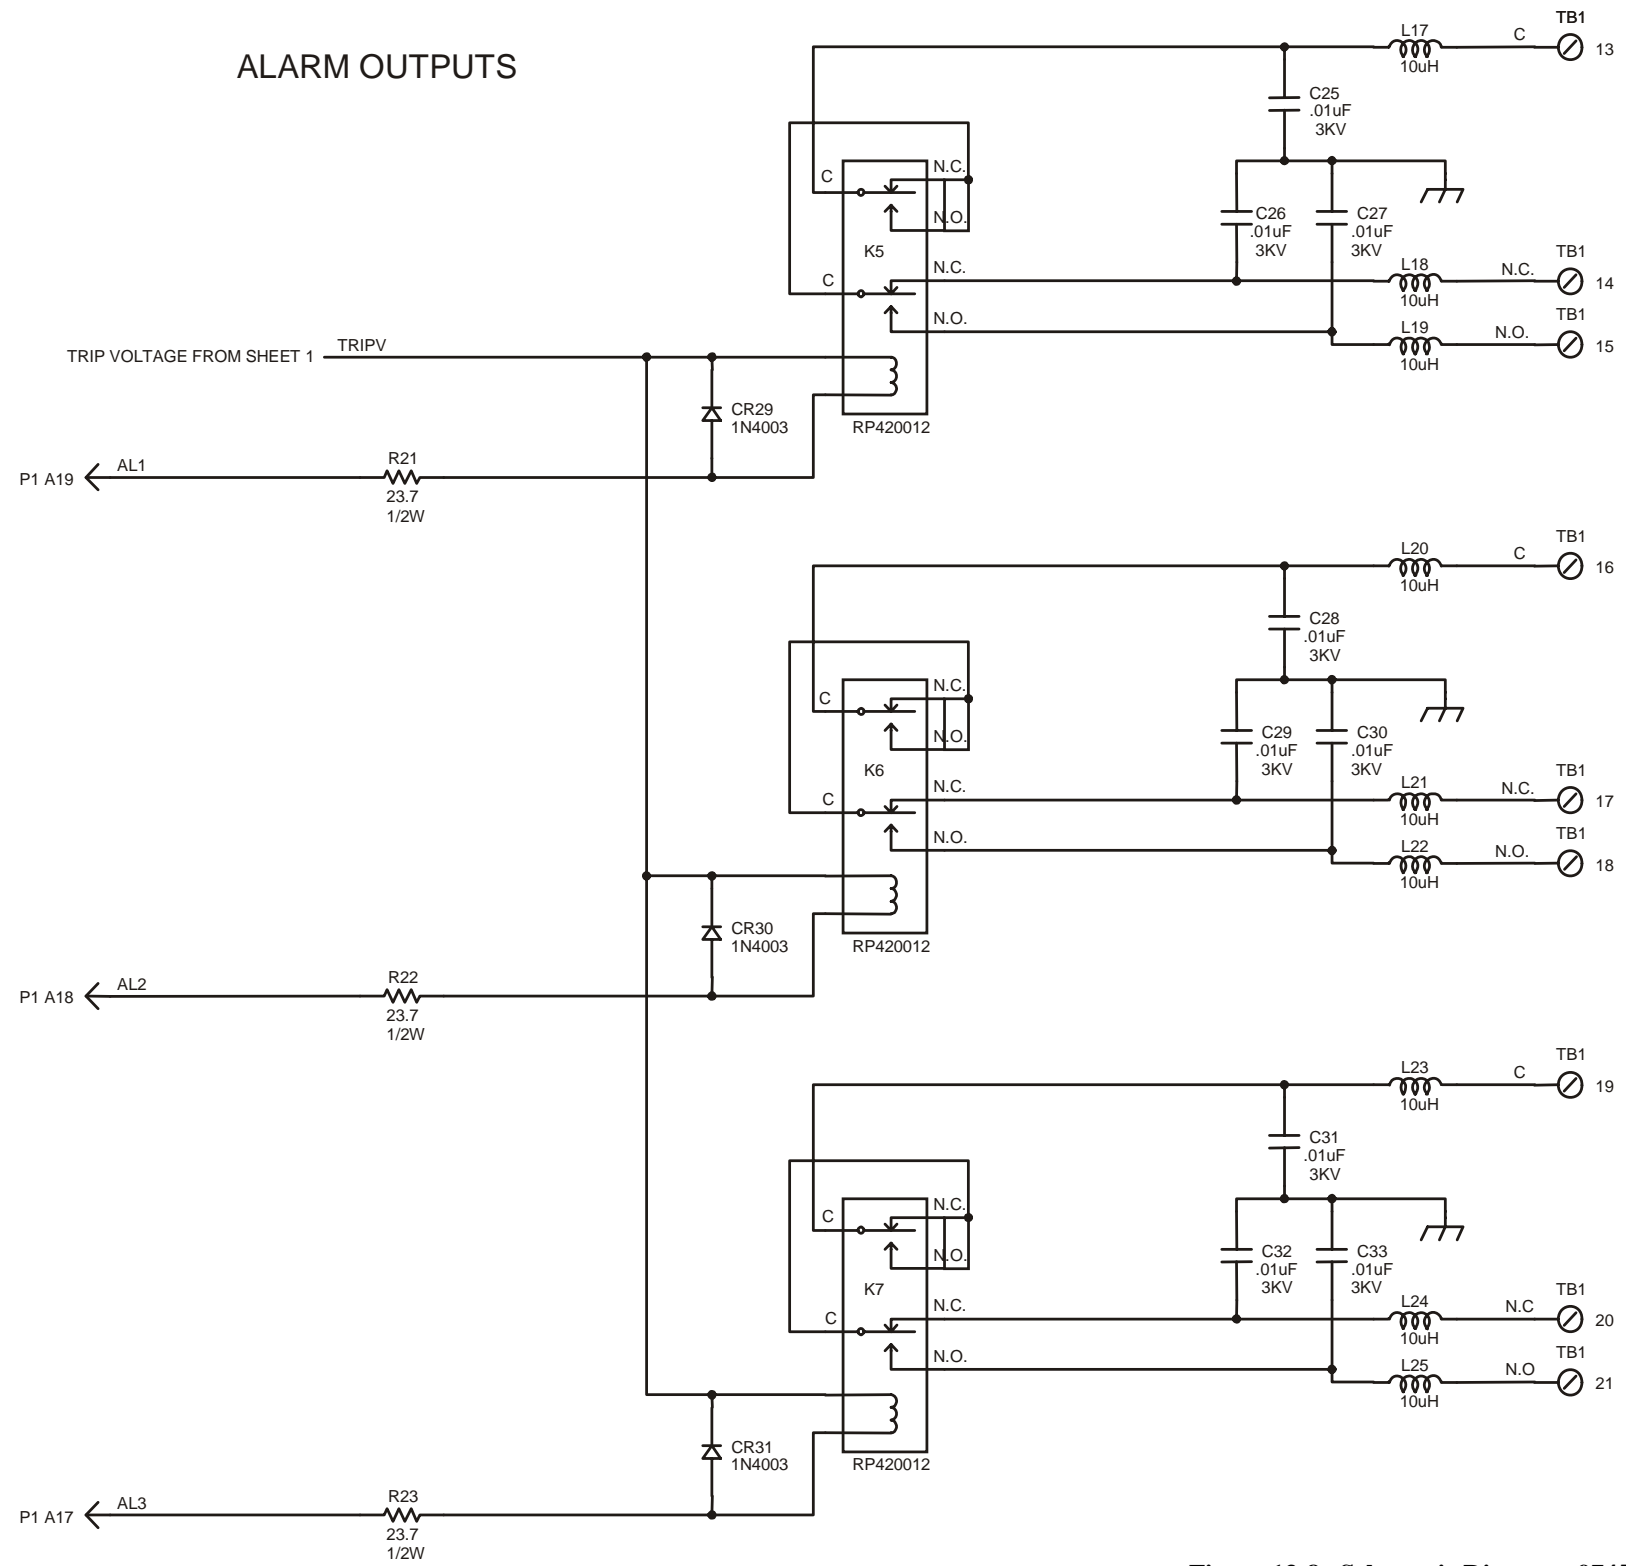 ALARM OUTPUTS
TB1
L17
C
13
10uH
C25
.01uF
3KV
C
N.C.
N.O.
C26
.01uF
3KV
C27
.01uF
3KV
K5
C
N.C.
N.O.
L18
10uH
N.C.
TB1
14
L19
10uH
N.O.
TB1
15
TRIP VOLTAGE FROM SHEET 1
TRIPV
CR29
1N4003
RP420012
P1 A19
AL1
R21
23.7
1/2W
TB1
L20
C
16
10uH
C28
.01uF
3KV
C
N.C.
N.O.
C29
.01uF
3KV
C30
.01uF
3KV
K6
C
N.C.
N.O.
L21
10uH
N.C.
TB1
17
L22
10uH
N.O.
TB1
18
CR30
1N4003
RP420012
P1 A18
AL2
R22
23.7
1/2W
TB1
L23
C
19
10uH
C31
.01uF
3KV
C
N.C.
N.O.
C32
.01uF
3KV
C33
.01uF
3KV
K7
C
N.C.
N.O.
L24
10uH
N.C
TB1
20
L25
10uH
N.O
TB1
21
CR31
1N4003
RP420012
P1 A17
AL3
R23
23.7
1/2W